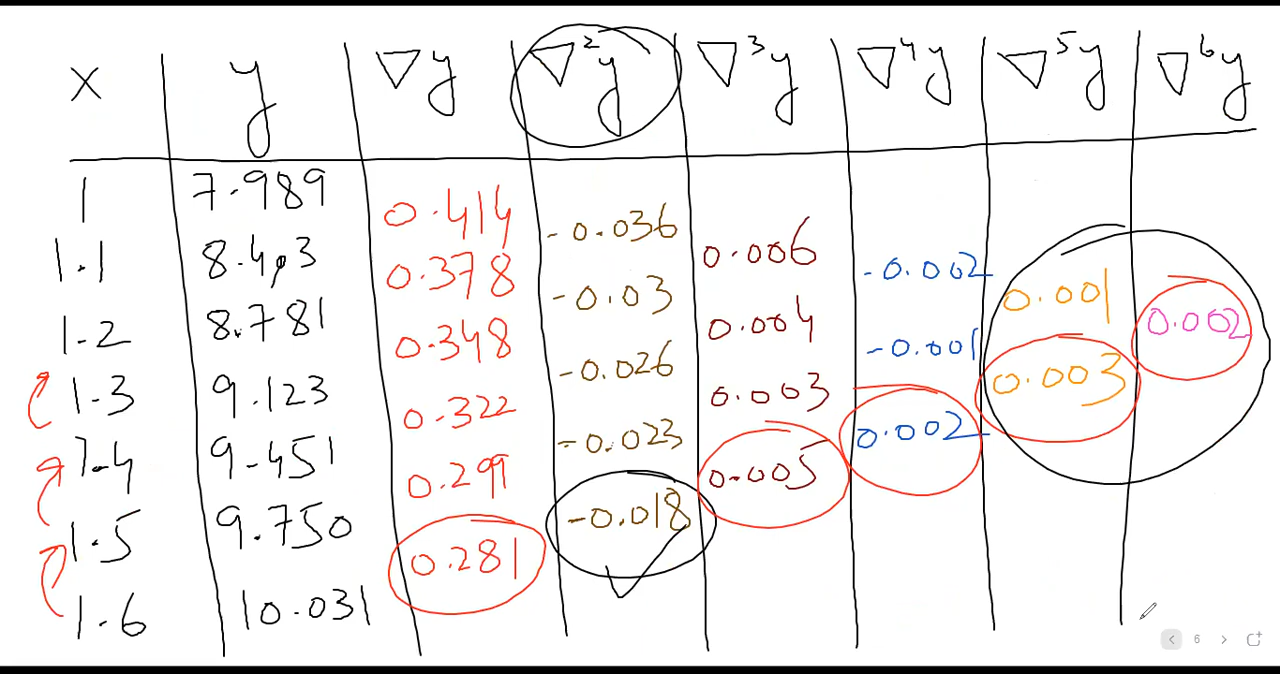 x y ∇y ∇²y ∇³y ∇⁴y ∇⁵y ∇⁶y
1 7.989
0.414 -0.036
1.1 8.403 0.006 -0.002
0.378 -0.03 0.001
1.2 8.781 0.004 0.002
0.348 -0.026 -0.001
1.3 9.123 0.003 0.003
0.322 -0.023 0.002
1.4 9.451 0.005
0.299 -0.018
1.5 9.750
0.281
1.6 10.031
6